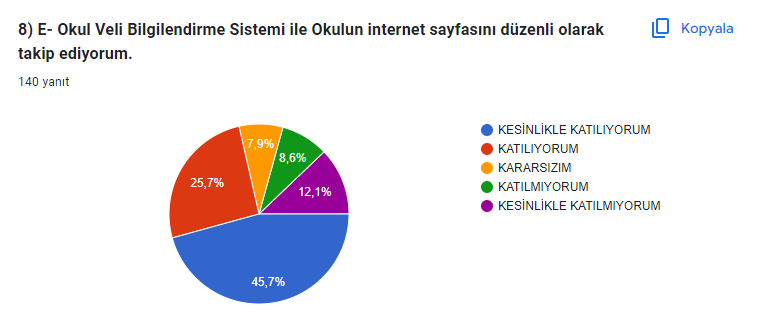 8) E- Okul Veli Bilgilendirme Sistemi ile Okulun internet sayfasını düzenli olarak
takip ediyorum.
Kopyala
140 yanıt
KESİNLİKLE KATILIYORUM
KATILIYORUM
KARARSIZIM
KATILMIYORUM
KESİNLİKLE KATILMIYORUM
7,9%
8,6%
25,7%
12,1%
45,7%